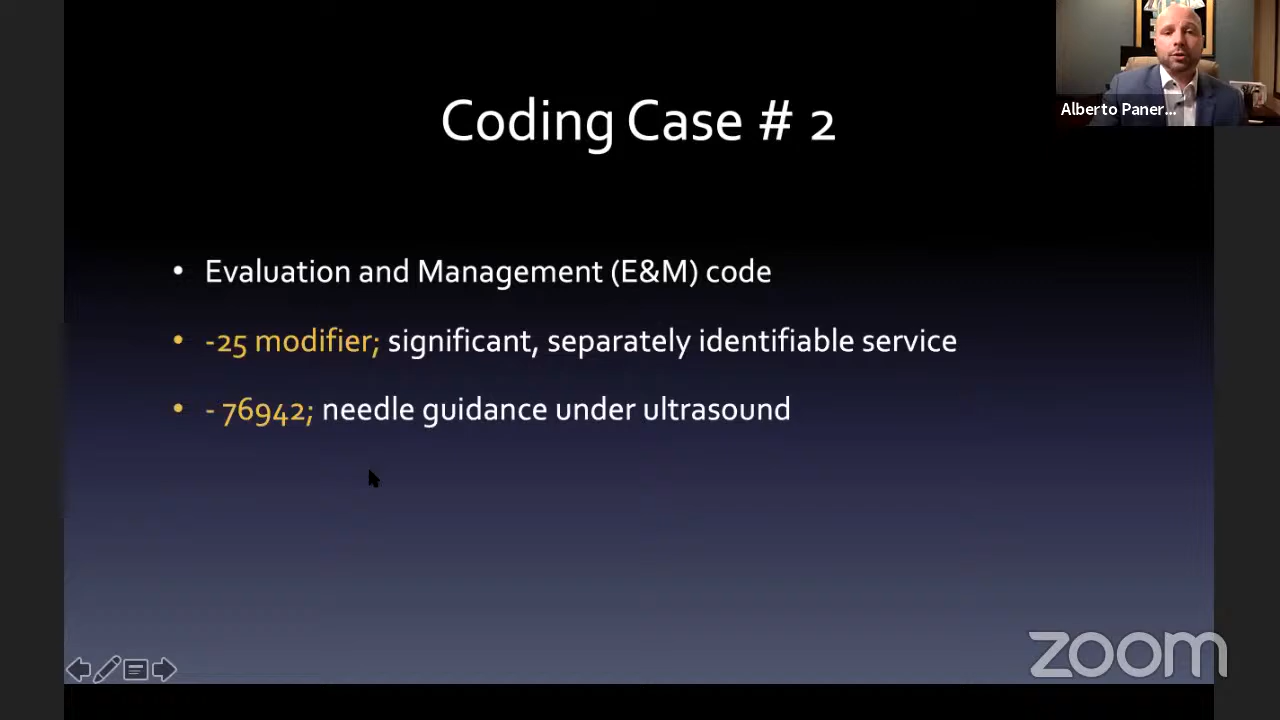 Coding Case # 2
• Evaluation and Management (E&M) code
• -25 modifier; significant, separately identifiable service
• - 76942; needle guidance under ultrasound
Alberto Paner...
zoom